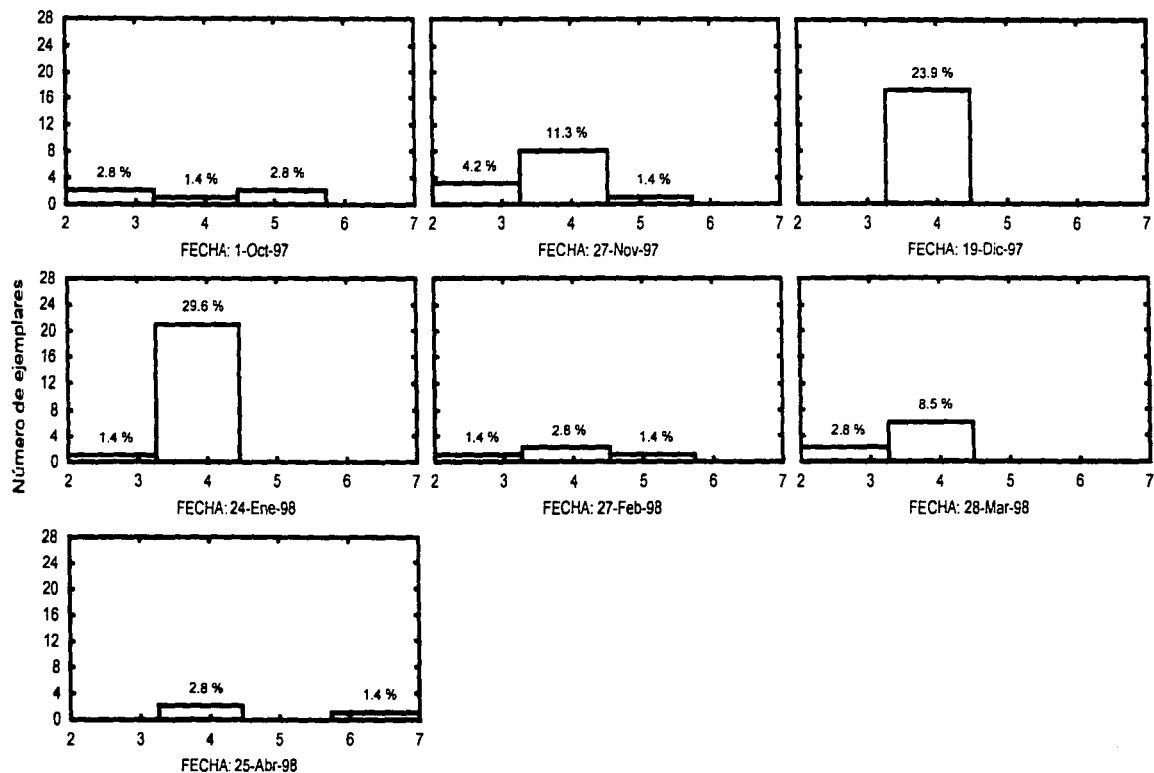 Número de ejemplares
28
24
20
16
12
8
4
0
2.8 %
1.4 %
2.8 %
2 3 4 5 6 7
FECHA: 1-Oct-97
4.2 %
11.3 %
1.4 %
2 3 4 5 6 7
FECHA: 27-Nov-97
23.9 %
2 3 4 5 6 7
FECHA: 19-Dic-97
28
24
20
16
12
8
4
0
1.4 %
29.6 %
2 3 4 5 6 7
FECHA: 24-Ene-98
1.4 %
2.8 %
1.4 %
2 3 4 5 6 7
FECHA: 27-Feb-98
2.8 %
8.5 %
2 3 4 5 6 7
FECHA: 28-Mar-98
28
24
20
16
12
8
4
0
2.8 %
1.4 %
2 3 4 5 6 7
FECHA: 25-Abr-98